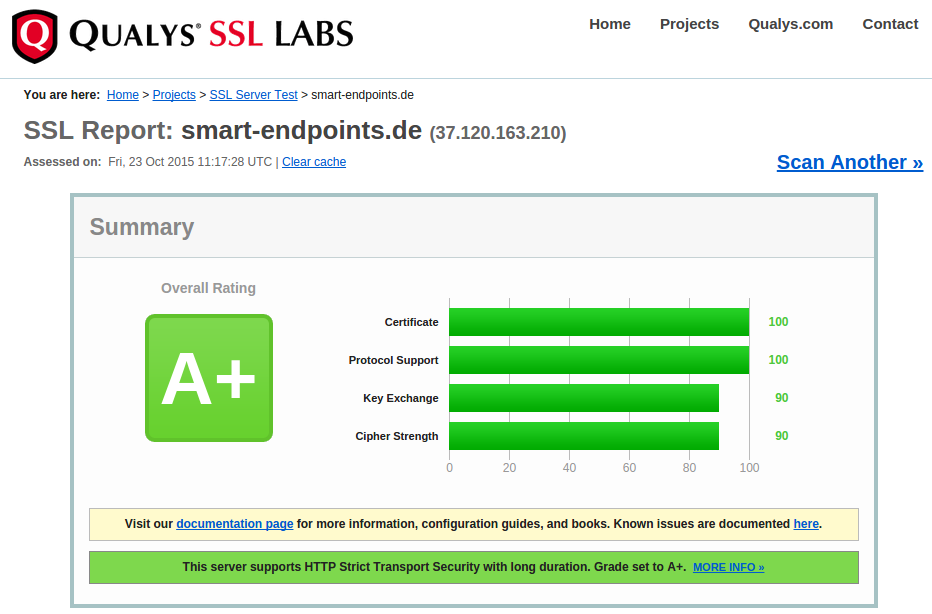 QUALYS® SSL LABS
Home Projects Qualys.com Contact
You are here: Home > Projects > SSL Server Test > smart-endpoints.de
SSL Report: smart-endpoints.de (37.120.163.210)
Assessed on: Fri, 23 Oct 2015 11:17:28 UTC | Clear cache
Scan Another »
Summary
Overall Rating
A+
Certificate 100
Protocol Support 100
Key Exchange 90
Cipher Strength 90
0 20 40 60 80 100
Visit our documentation page for more information, configuration guides, and books. Known issues are documented here.
This server supports HTTP Strict Transport Security with long duration. Grade set to A+. MORE INFO »